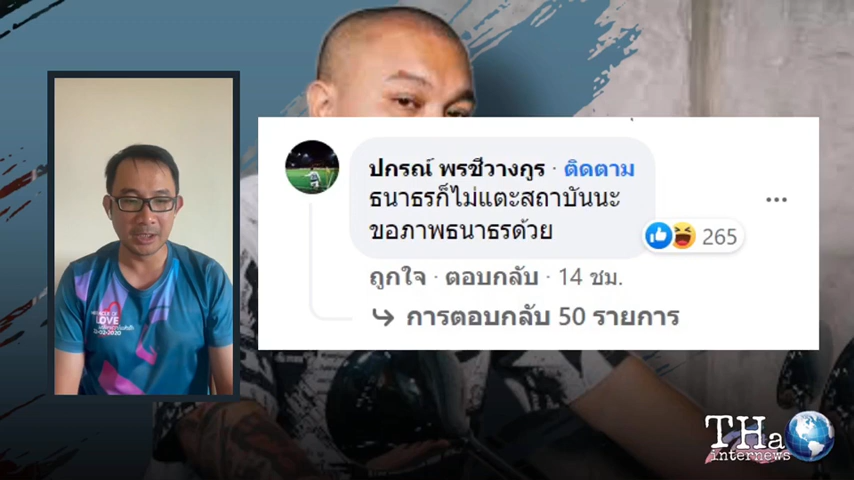 ปกรณ์ พรชีวางกูร · ติดตาม
ธนาธรก็ไม่แตะสถาบันนะ
ขอภาพธนาธรด้วย
265
ถูกใจ · ตอบกลับ · 14 ชม.
การตอบกลับ 50 รายการ
LOVE
THa
internews